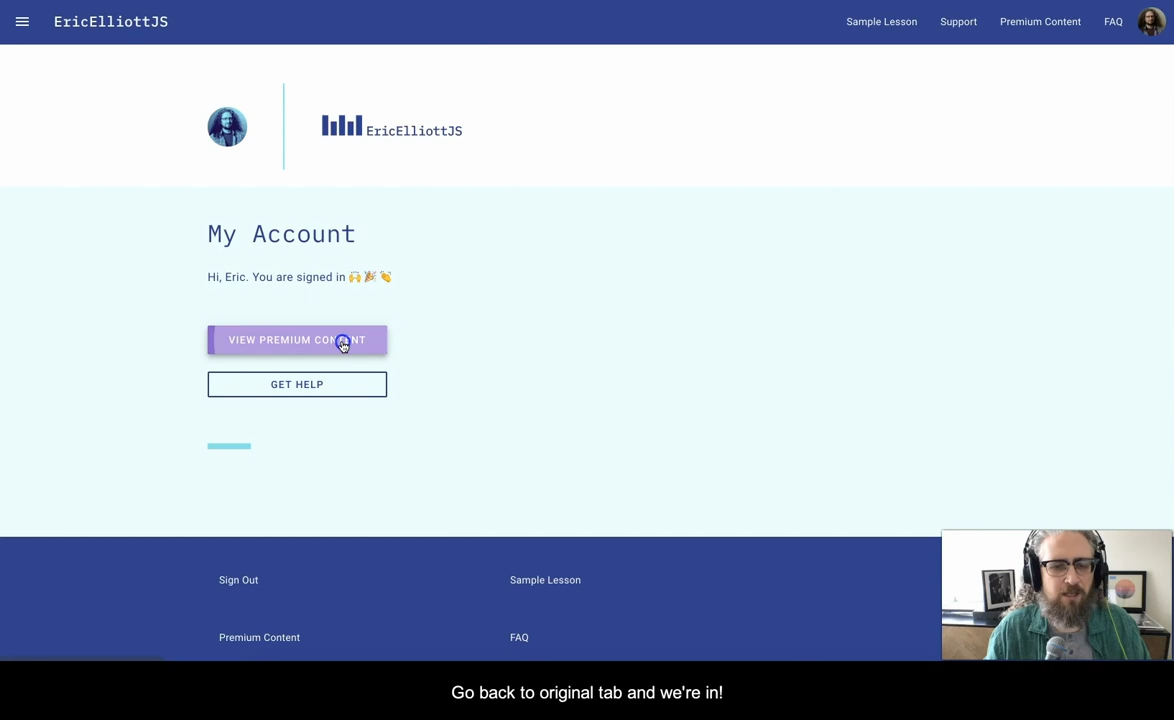 EricElliottJS
Sample Lesson
Support
Premium Content
FAQ
EricElliottJS
My Account
Hi, Eric. You are signed in 🙌 🎉 👏
VIEW PREMIUM CONTENT
GET HELP
Sign Out
Sample Lesson
Premium Content
FAQ
Go back to original tab and we're in!